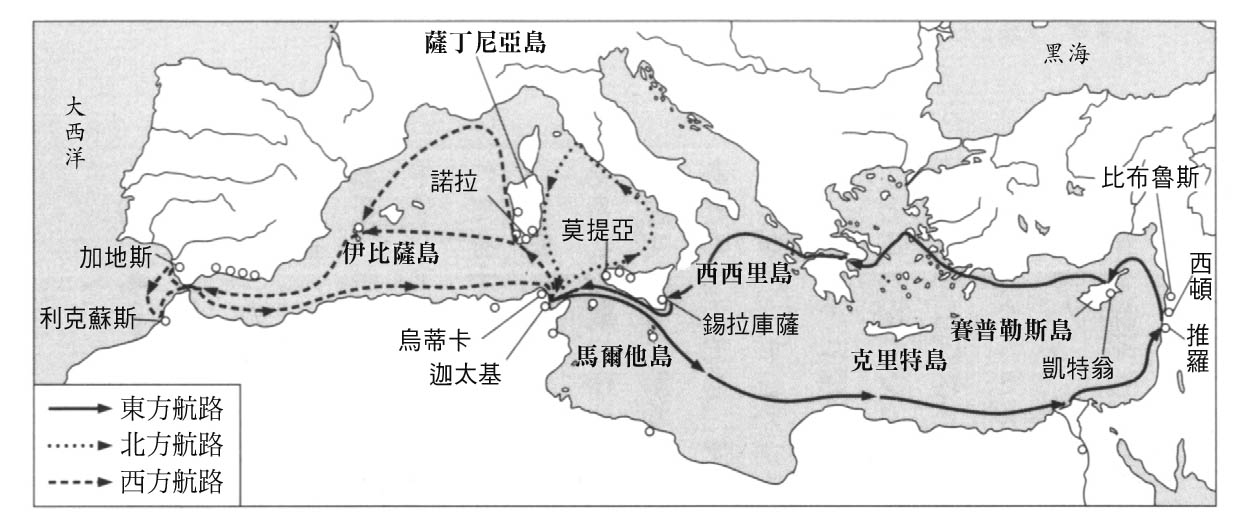 薩丁尼亞島
黑海
大西洋
諾拉
比布魯斯
莫提亞
加地斯
伊比薩島
西西里島
西頓
利克蘇斯
錫拉庫薩
賽普勒斯島
推羅
烏蒂卡
馬爾他島
克里特島
凱特翁
迦太基
東方航路
北方航路
西方航路